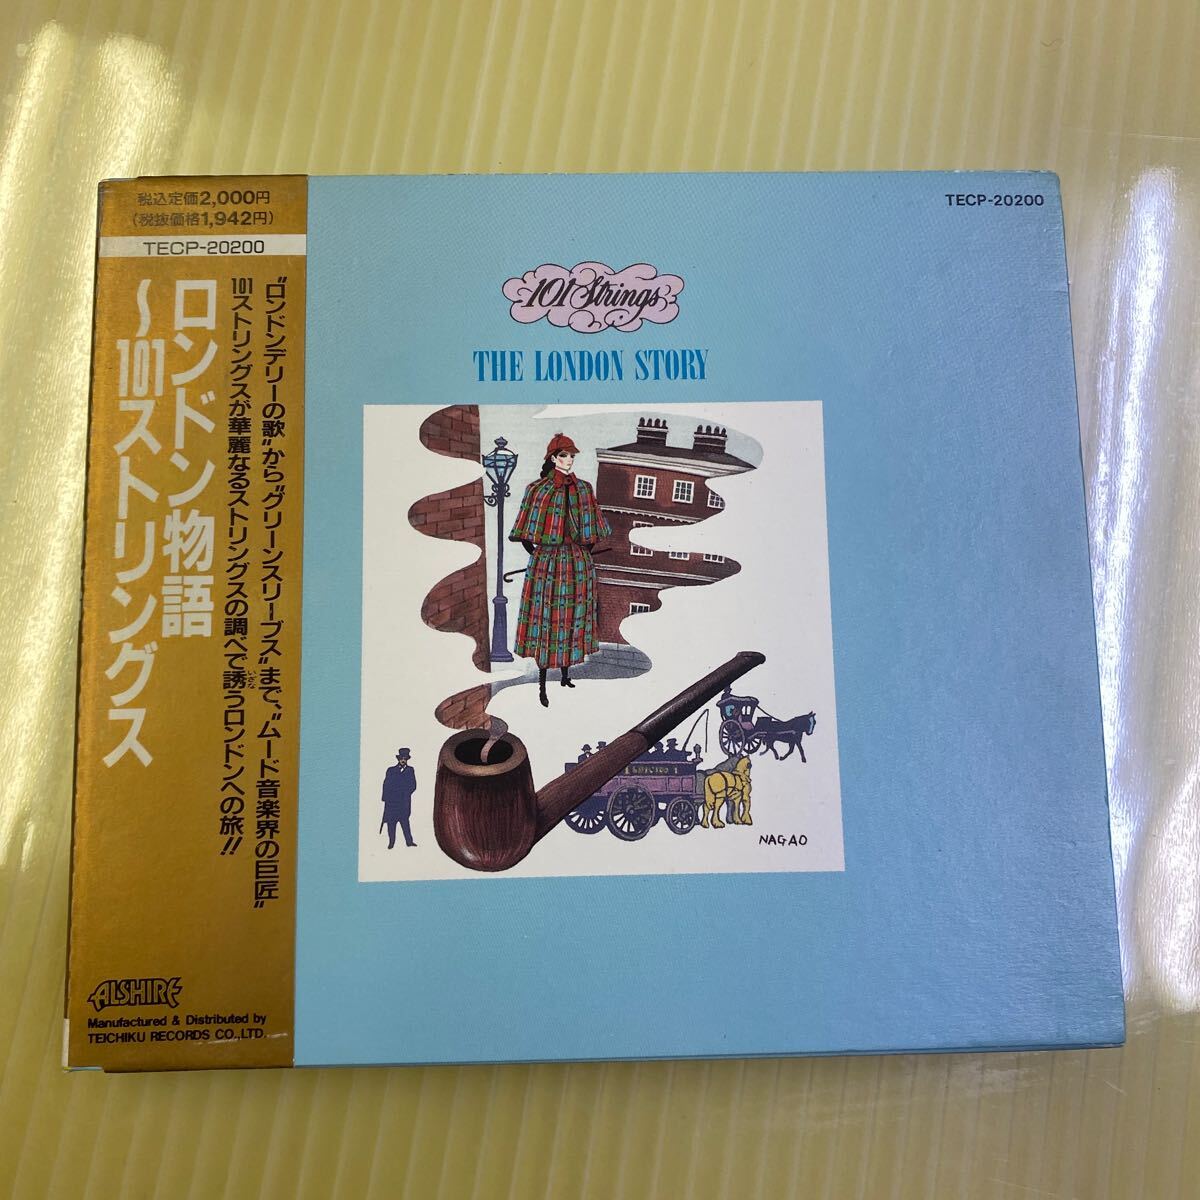 税込定価2,000円
(税抜価格1,942円)
TECP-20200
ロンドン物語
～101ストリングス
“ロンドンデリーの歌”から“グリーンスリーブス”まで、“ムード音楽界の巨匠”
101ストリングスが華麗なるストリングスの調べで誘うロンドンへの旅!!
いざな
ALSHIRE
Manufactured & Distributed by
TEICHIKU RECORDS CO.,LTD.
TECP-20200
101 Strings
THE LONDON STORY
NAGAO